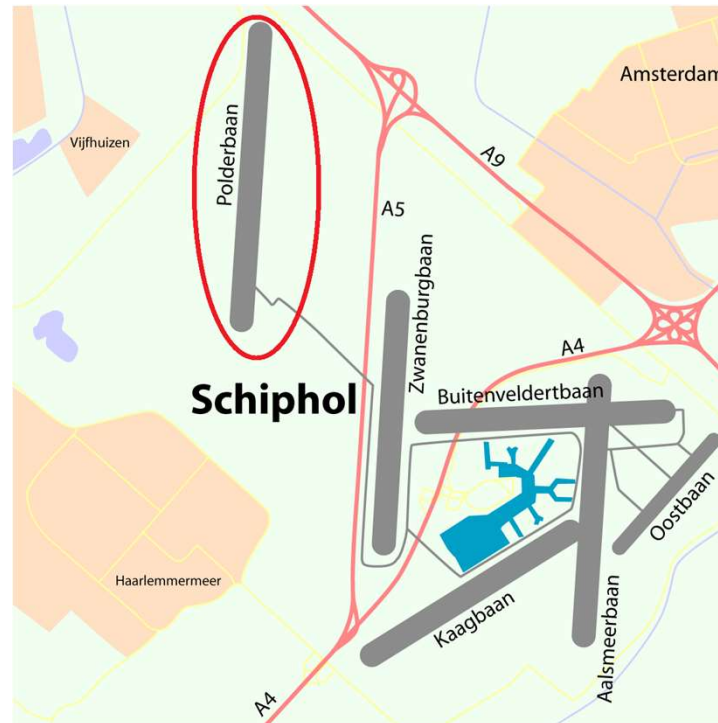 Amsterdam
Vijfhuizen
Polderbaan
A9
A5
Zwanenburgbaan
A4
Schiphol
Buitenveldertbaan
Oostbaan
Haarlemmermeer
Kaagbaan
Aalsmeerbaan
A4